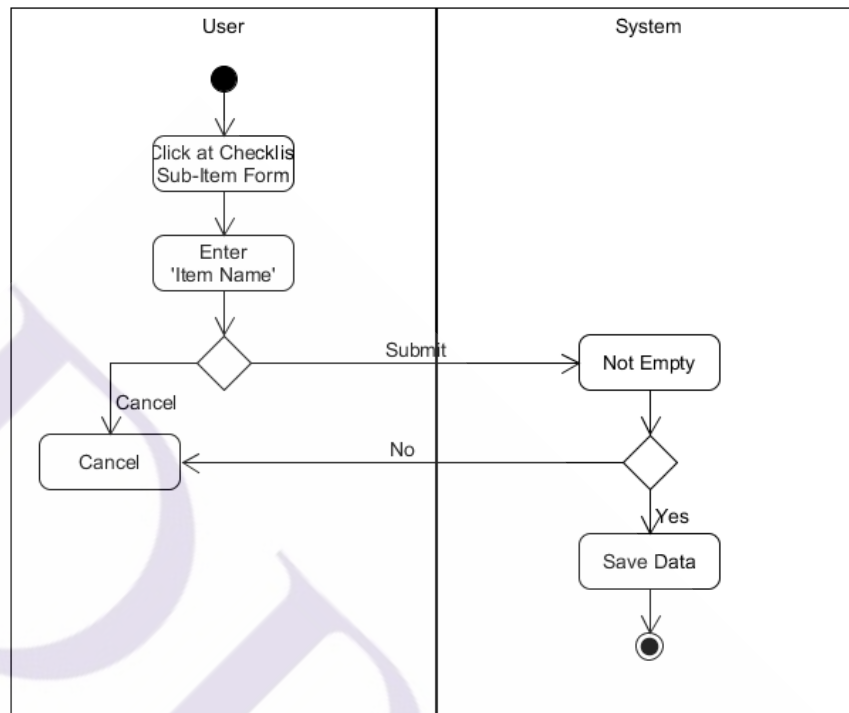 User
System
Click at Checklis
Sub-Item Form
Enter
'Item Name'
Submit
Not Empty
Cancel
Cancel
No
Yes
Save Data